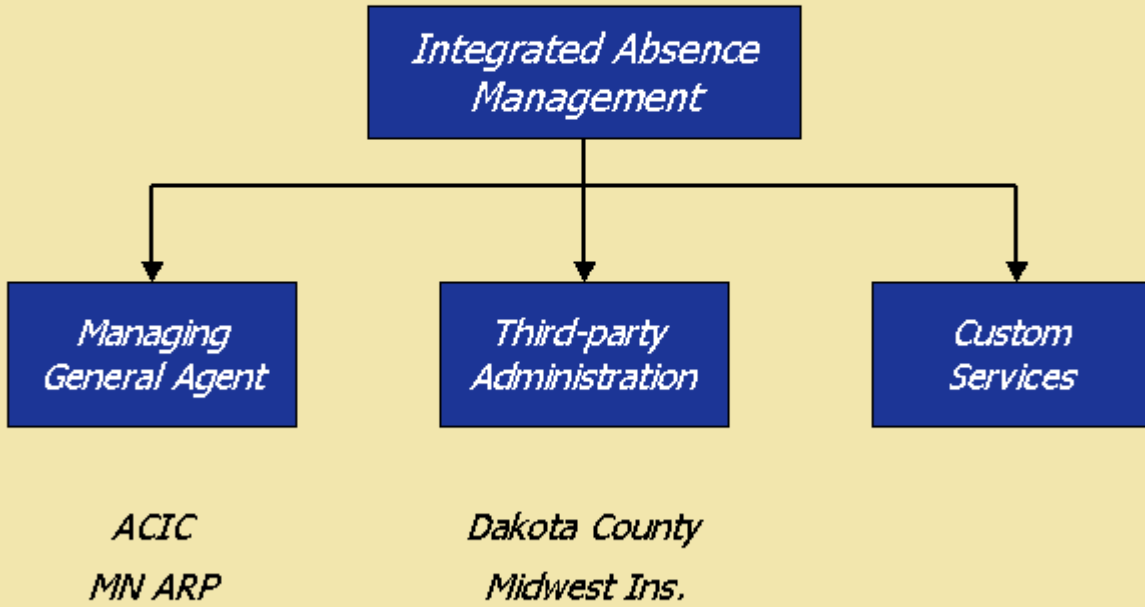 Integrated Absence
Management
Managing
General Agent
Third-party
Administration
Custom
Services
ACIC
MN ARP
Dakota County
Midwest Ins.